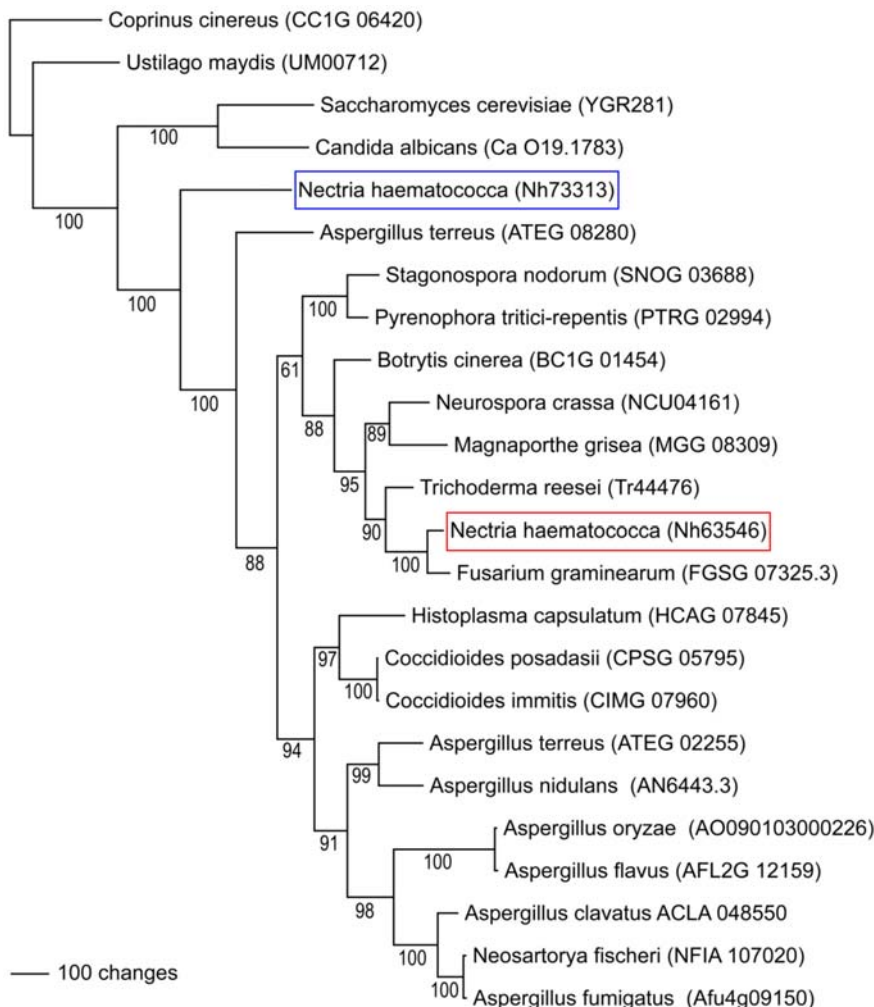 Coprinus cinereus (CC1G 06420)
Ustilago maydis (UM00712)
Saccharomyces cerevisiae (YGR281)
100
Candida albicans (Ca O19.1783)
Nectria haematococca (Nh73313)
100
Aspergillus terreus (ATEG 08280)
Stagonospora nodorum (SNOG 03688)
100
100
Pyrenophora tritici-repentis (PTRG 02994)
Botrytis cinerea (BC1G 01454)
61
100
Neurospora crassa (NCU04161)
88
89
Magnaporthe grisea (MGG 08309)
95
Trichoderma reesei (Tr44476)
90
Nectria haematococca (Nh63546)
88
100
Fusarium graminearum (FGSG 07325.3)
Histoplasma capsulatum (HCAG 07845)
97
Coccidioides posadasii (CPSG 05795)
100
Coccidioides immitis (CIMG 07960)
94
Aspergillus terreus (ATEG 02255)
99
Aspergillus nidulans (AN6443.3)
Aspergillus oryzae (AO090103000226)
91
100
Aspergillus flavus (AFL2G 12159)
98
Aspergillus clavatus ACLA 048550
100
Neosartorya fischeri (NFIA 107020)
100 changes
100
Aspergillus fumigatus (Afu4g09150)